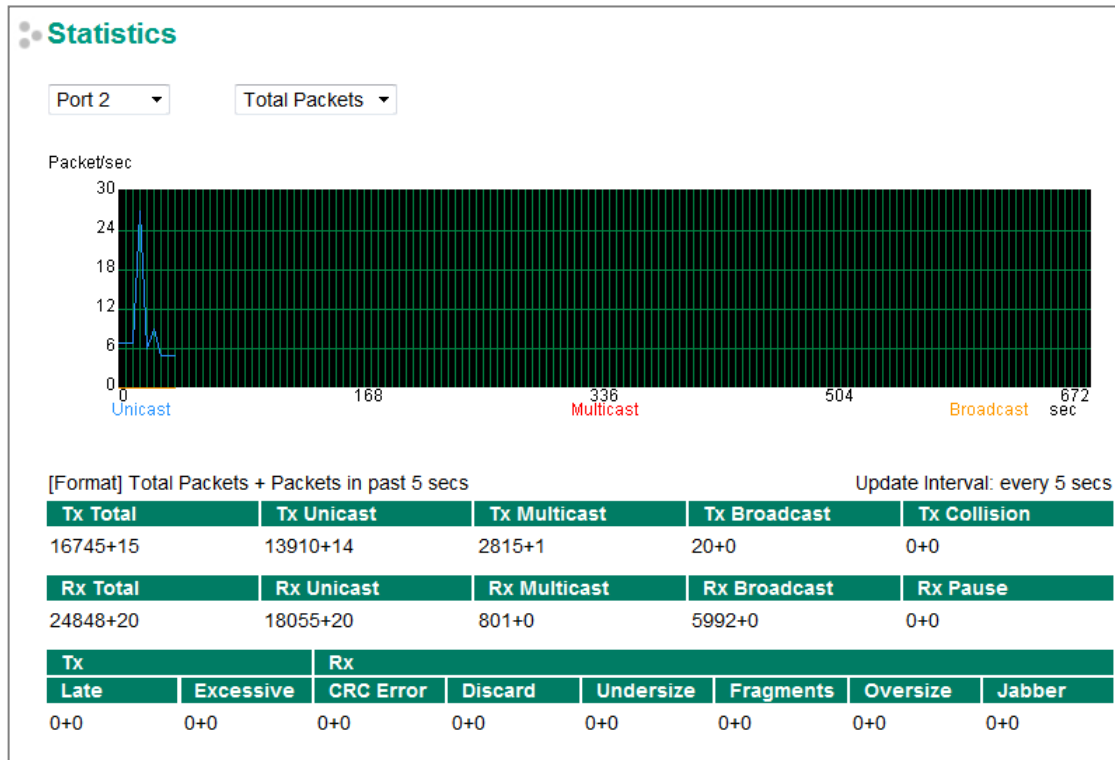 Statistics
Port 2 Total Packets
Packet/sec
30
24
18
12
6
0
0 168 336 504 672
Unicast Multicast Broadcast sec
[Format] Total Packets + Packets in past 5 secs Update Interval: every 5 secs
Tx Total Tx Unicast Tx Multicast Tx Broadcast Tx Collision
16745+15 13910+14 2815+1 20+0 0+0
Rx Total Rx Unicast Rx Multicast Rx Broadcast Rx Pause
24848+20 18055+20 801+0 5992+0 0+0
Tx Rx
Late Excessive CRC Error Discard Undersize Fragments Oversize Jabber
0+0 0+0 0+0 0+0 0+0 0+0 0+0 0+0